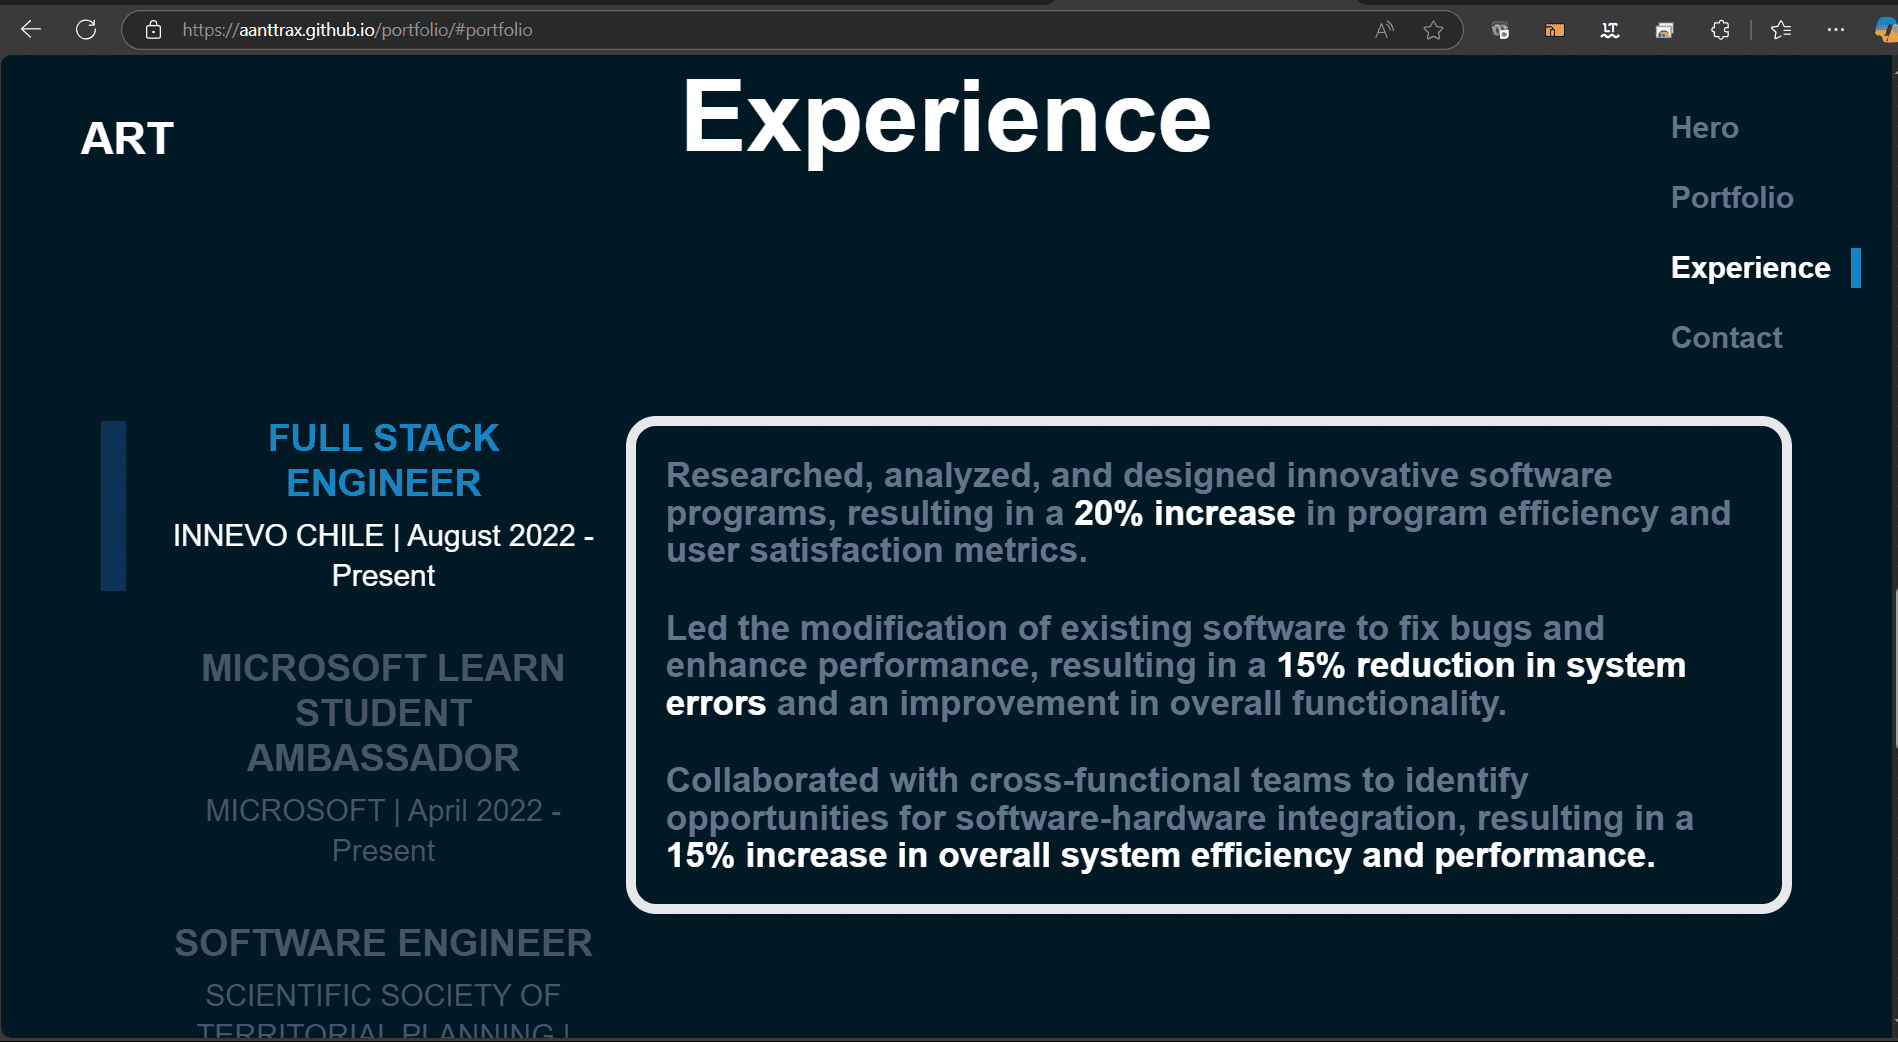 https://aanttrax.github.io/portfolio/#portfolio
ART
Experience
Hero
Portfolio
Experience
Contact
FULL STACK
ENGINEER
INNEVO CHILE | August 2022 -
Present
MICROSOFT LEARN
STUDENT
AMBASSADOR
MICROSOFT | April 2022 -
Present
SOFTWARE ENGINEER
SCIENTIFIC SOCIETY OF
TERRITORIAL PLANNING |
Researched, analyzed, and designed innovative software
programs, resulting in a 20% increase in program efficiency and
user satisfaction metrics.
Led the modification of existing software to fix bugs and
enhance performance, resulting in a 15% reduction in system
errors and an improvement in overall functionality.
Collaborated with cross-functional teams to identify
opportunities for software-hardware integration, resulting in a
15% increase in overall system efficiency and performance.